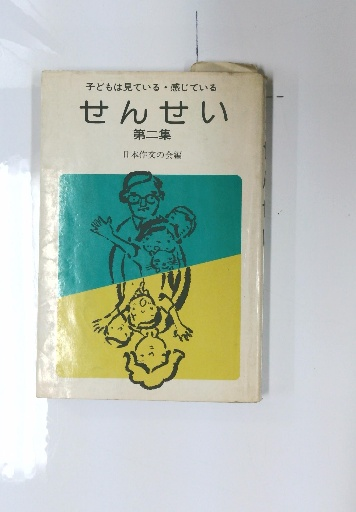 子どもは見ている・感じている
せんせい
第二集
日本作文の会編